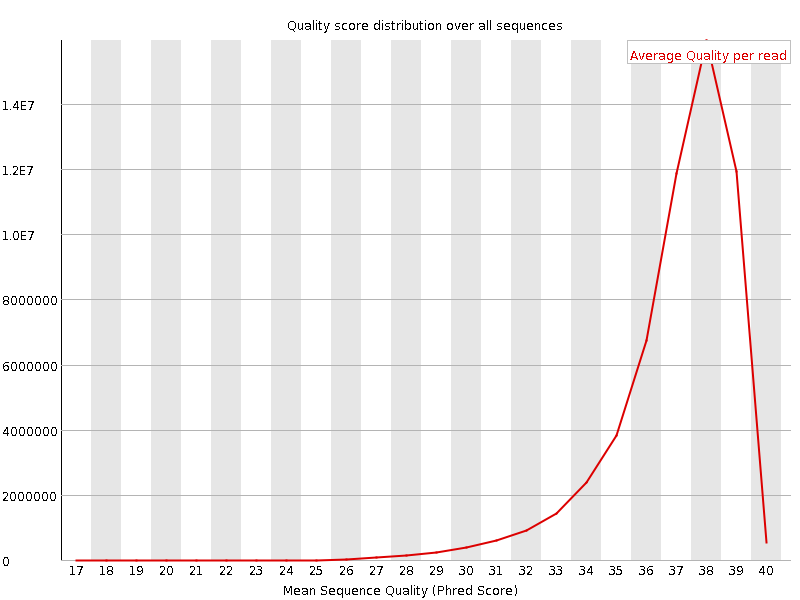 Quality score distribution over all sequences
Average Quality per read
1.4E7
1.2E7
1.0E7
8000000
6000000
4000000
2000000
0
17 18 19 20 21 22 23 24 25 26 27 28 29 30 31 32 33 34 35 36 37 38 39 40
Mean Sequence Quality (Phred Score)